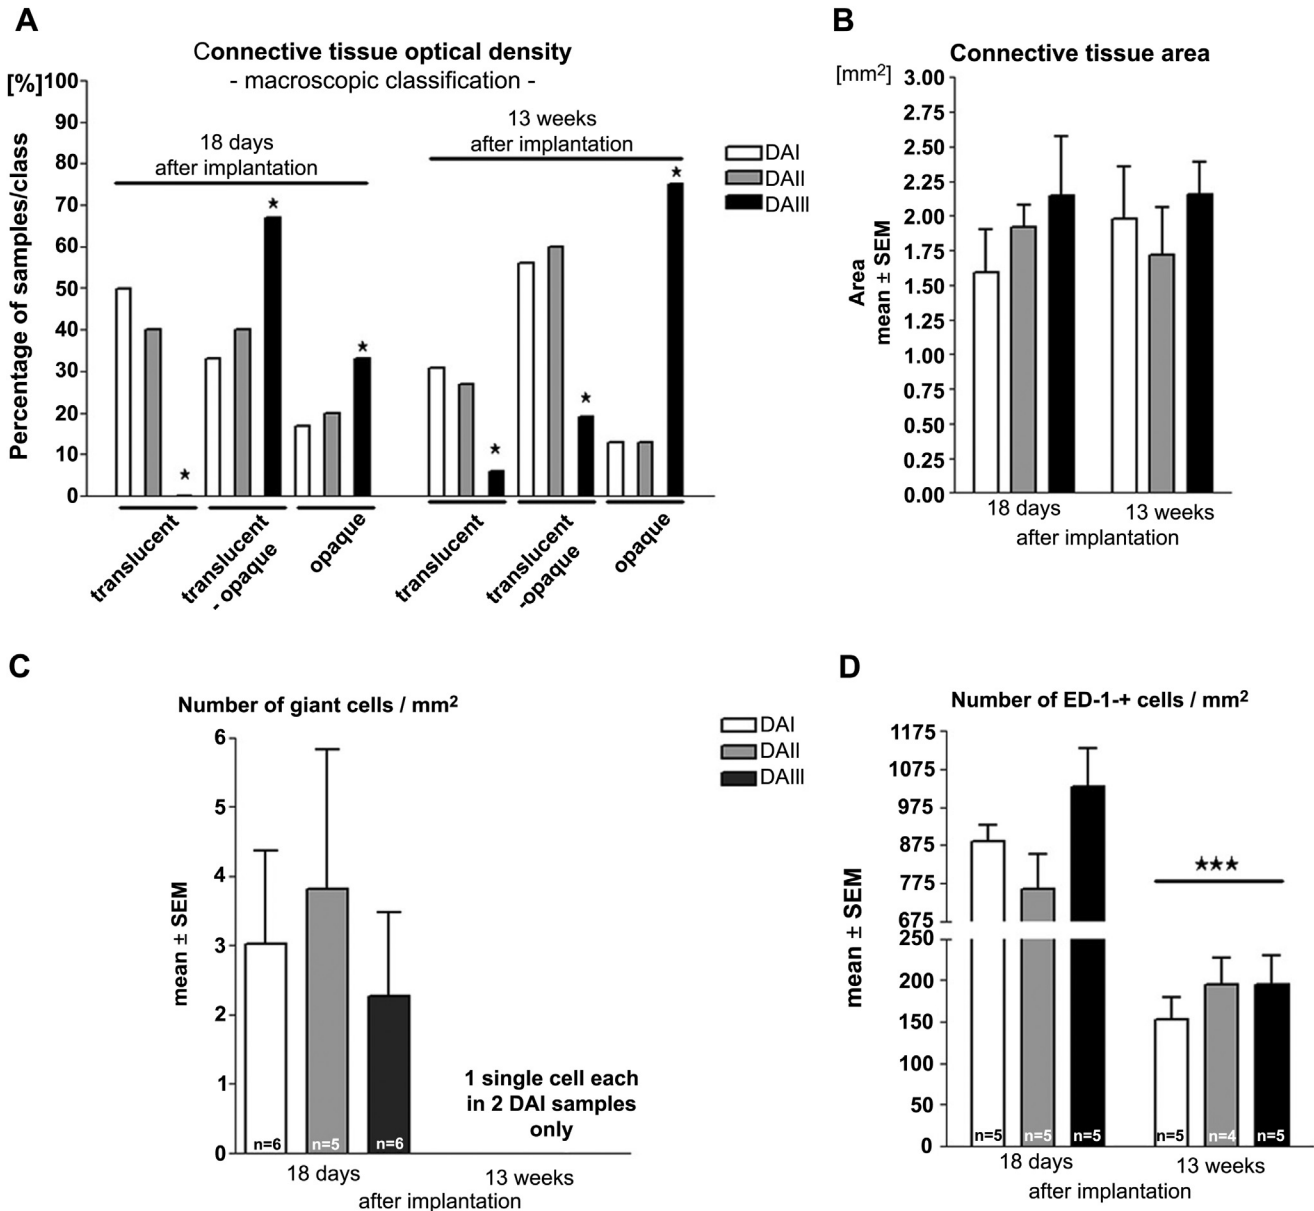 A
Connective tissue optical density
- macroscopic classification -
[%]
100
90
80
70
60
50
40
30
20
10
0
Percentage of samples/class
18 days
after implantation
13 weeks
after implantation
★
★
★
★
★
★
translucent
translucent
- opaque
opaque
translucent
translucent
-opaque
opaque
DAI
DAII
DAIII
B
Connective tissue area
[mm2]
3.00
2.75
2.50
2.25
2.00
1.75
1.50
1.25
1.00
0.75
0.50
0.25
0.00
Area
mean ± SEM
18 days
13 weeks
after implantation
C
Number of giant cells / mm2
6
5
4
3
2
1
0
mean ± SEM
n=6
n=5
n=6
1 single cell each
in 2 DAI samples
only
18 days
13 weeks
after implantation
DAI
DAII
DAIII
D
Number of ED-1-+ cells / mm2
1175
1075
975
875
775
675
250
200
150
100
50
0
mean ± SEM
★★★
n=5
n=5
n=5
n=5
n=4
n=5
18 days
13 weeks
after implantation